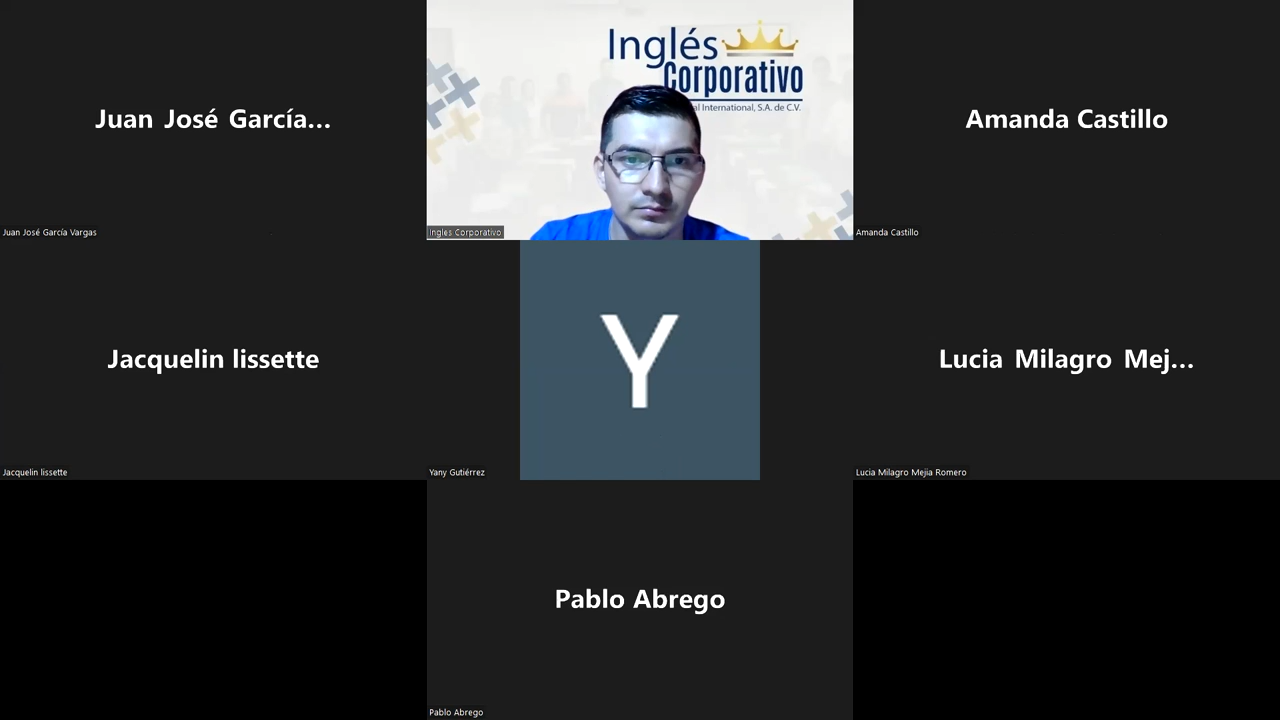 Juan José García...
Juan José García Vargas
Inglés
Corporativo
al International, S.A. de C.V.
Ingles Corporativo
Amanda Castillo
Amanda Castillo
Jacquelin lissette
Jacquelin lissette
Y
Yany Gutiérrez
Lucia Milagro Mej...
Lucia Milagro Mejia Romero
Pablo Abrego
Pablo Abrego